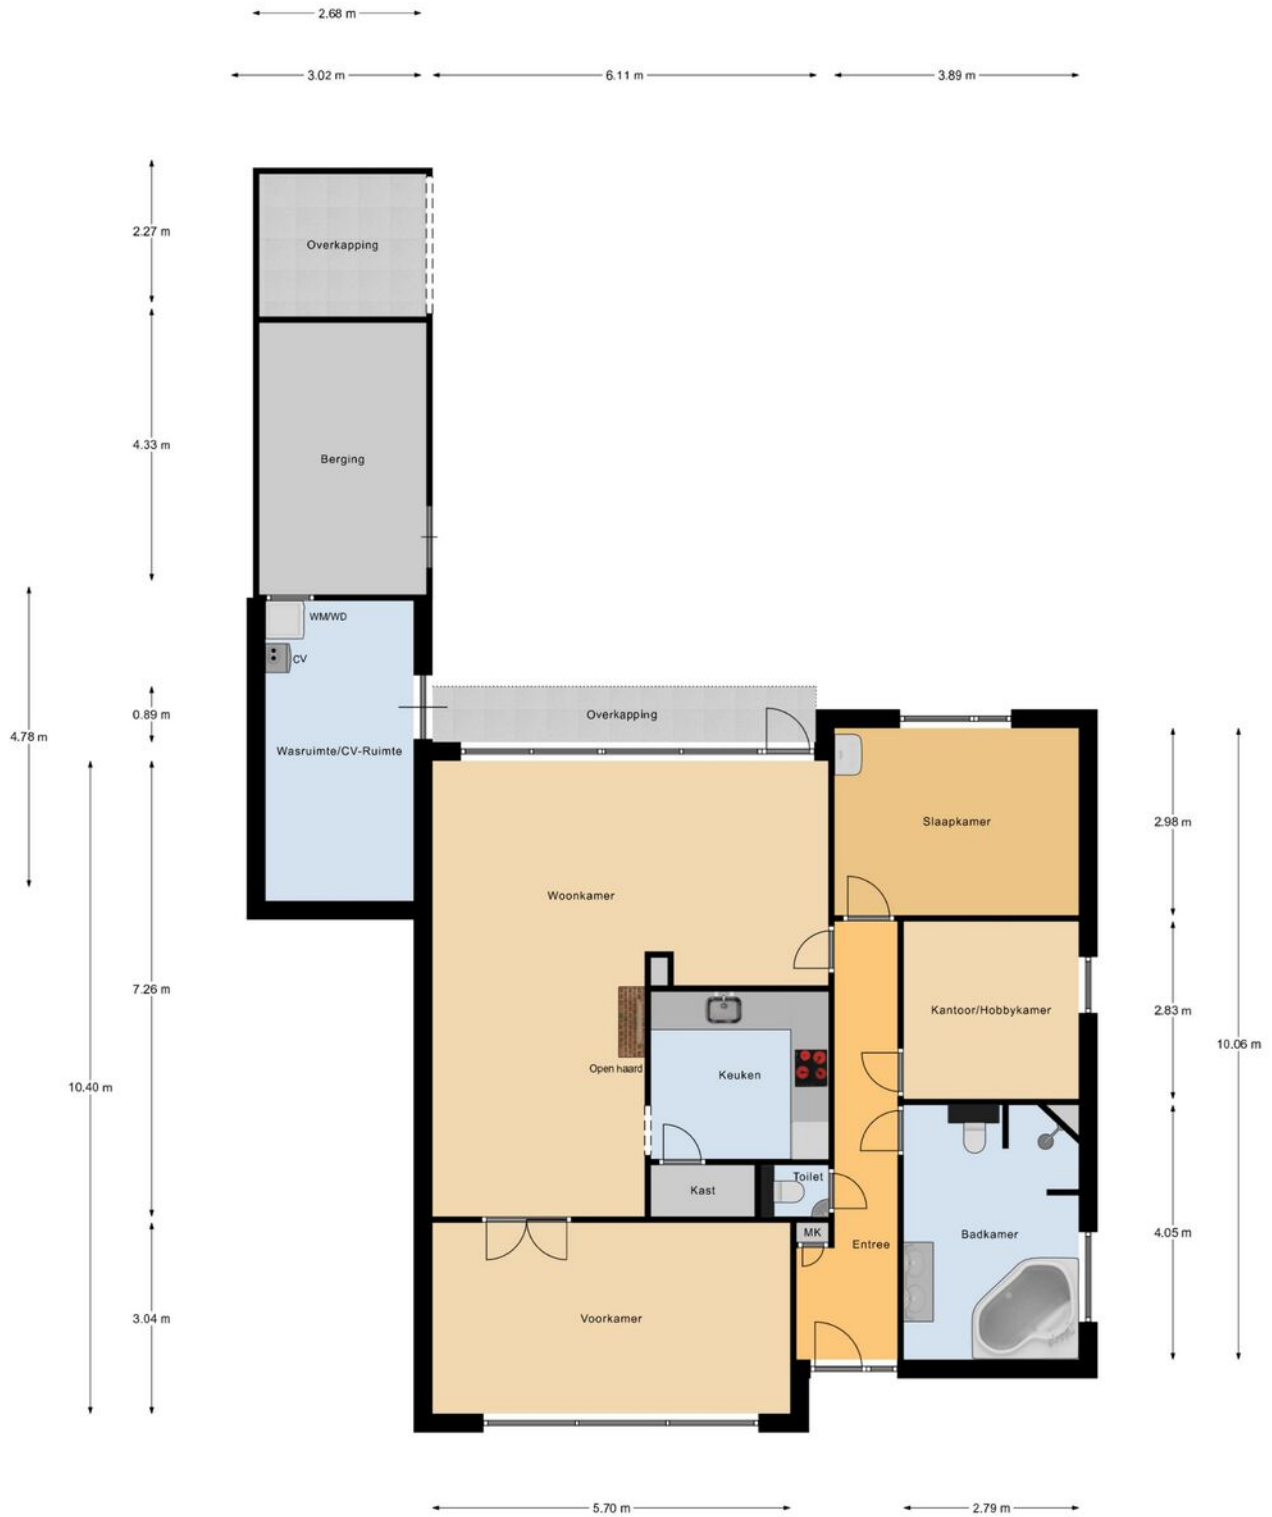 2.68 m
3.02 m
6.11 m
3.89 m
2.27 m
Overkapping
4.33 m
Berging
WM/WD
CV
0.89 m
Overkapping
4.78 m
Wasruimte/CV-Ruimte
Slaapkamer
2.98 m
Woonkamer
7.26 m
Kantoor/Hobbykamer
2.83 m
10.06 m
Open haard
Keuken
10.40 m
Toilet
Kast
MK
Entree
Badkamer
4.05 m
Voorkamer
3.04 m
5.70 m
2.79 m